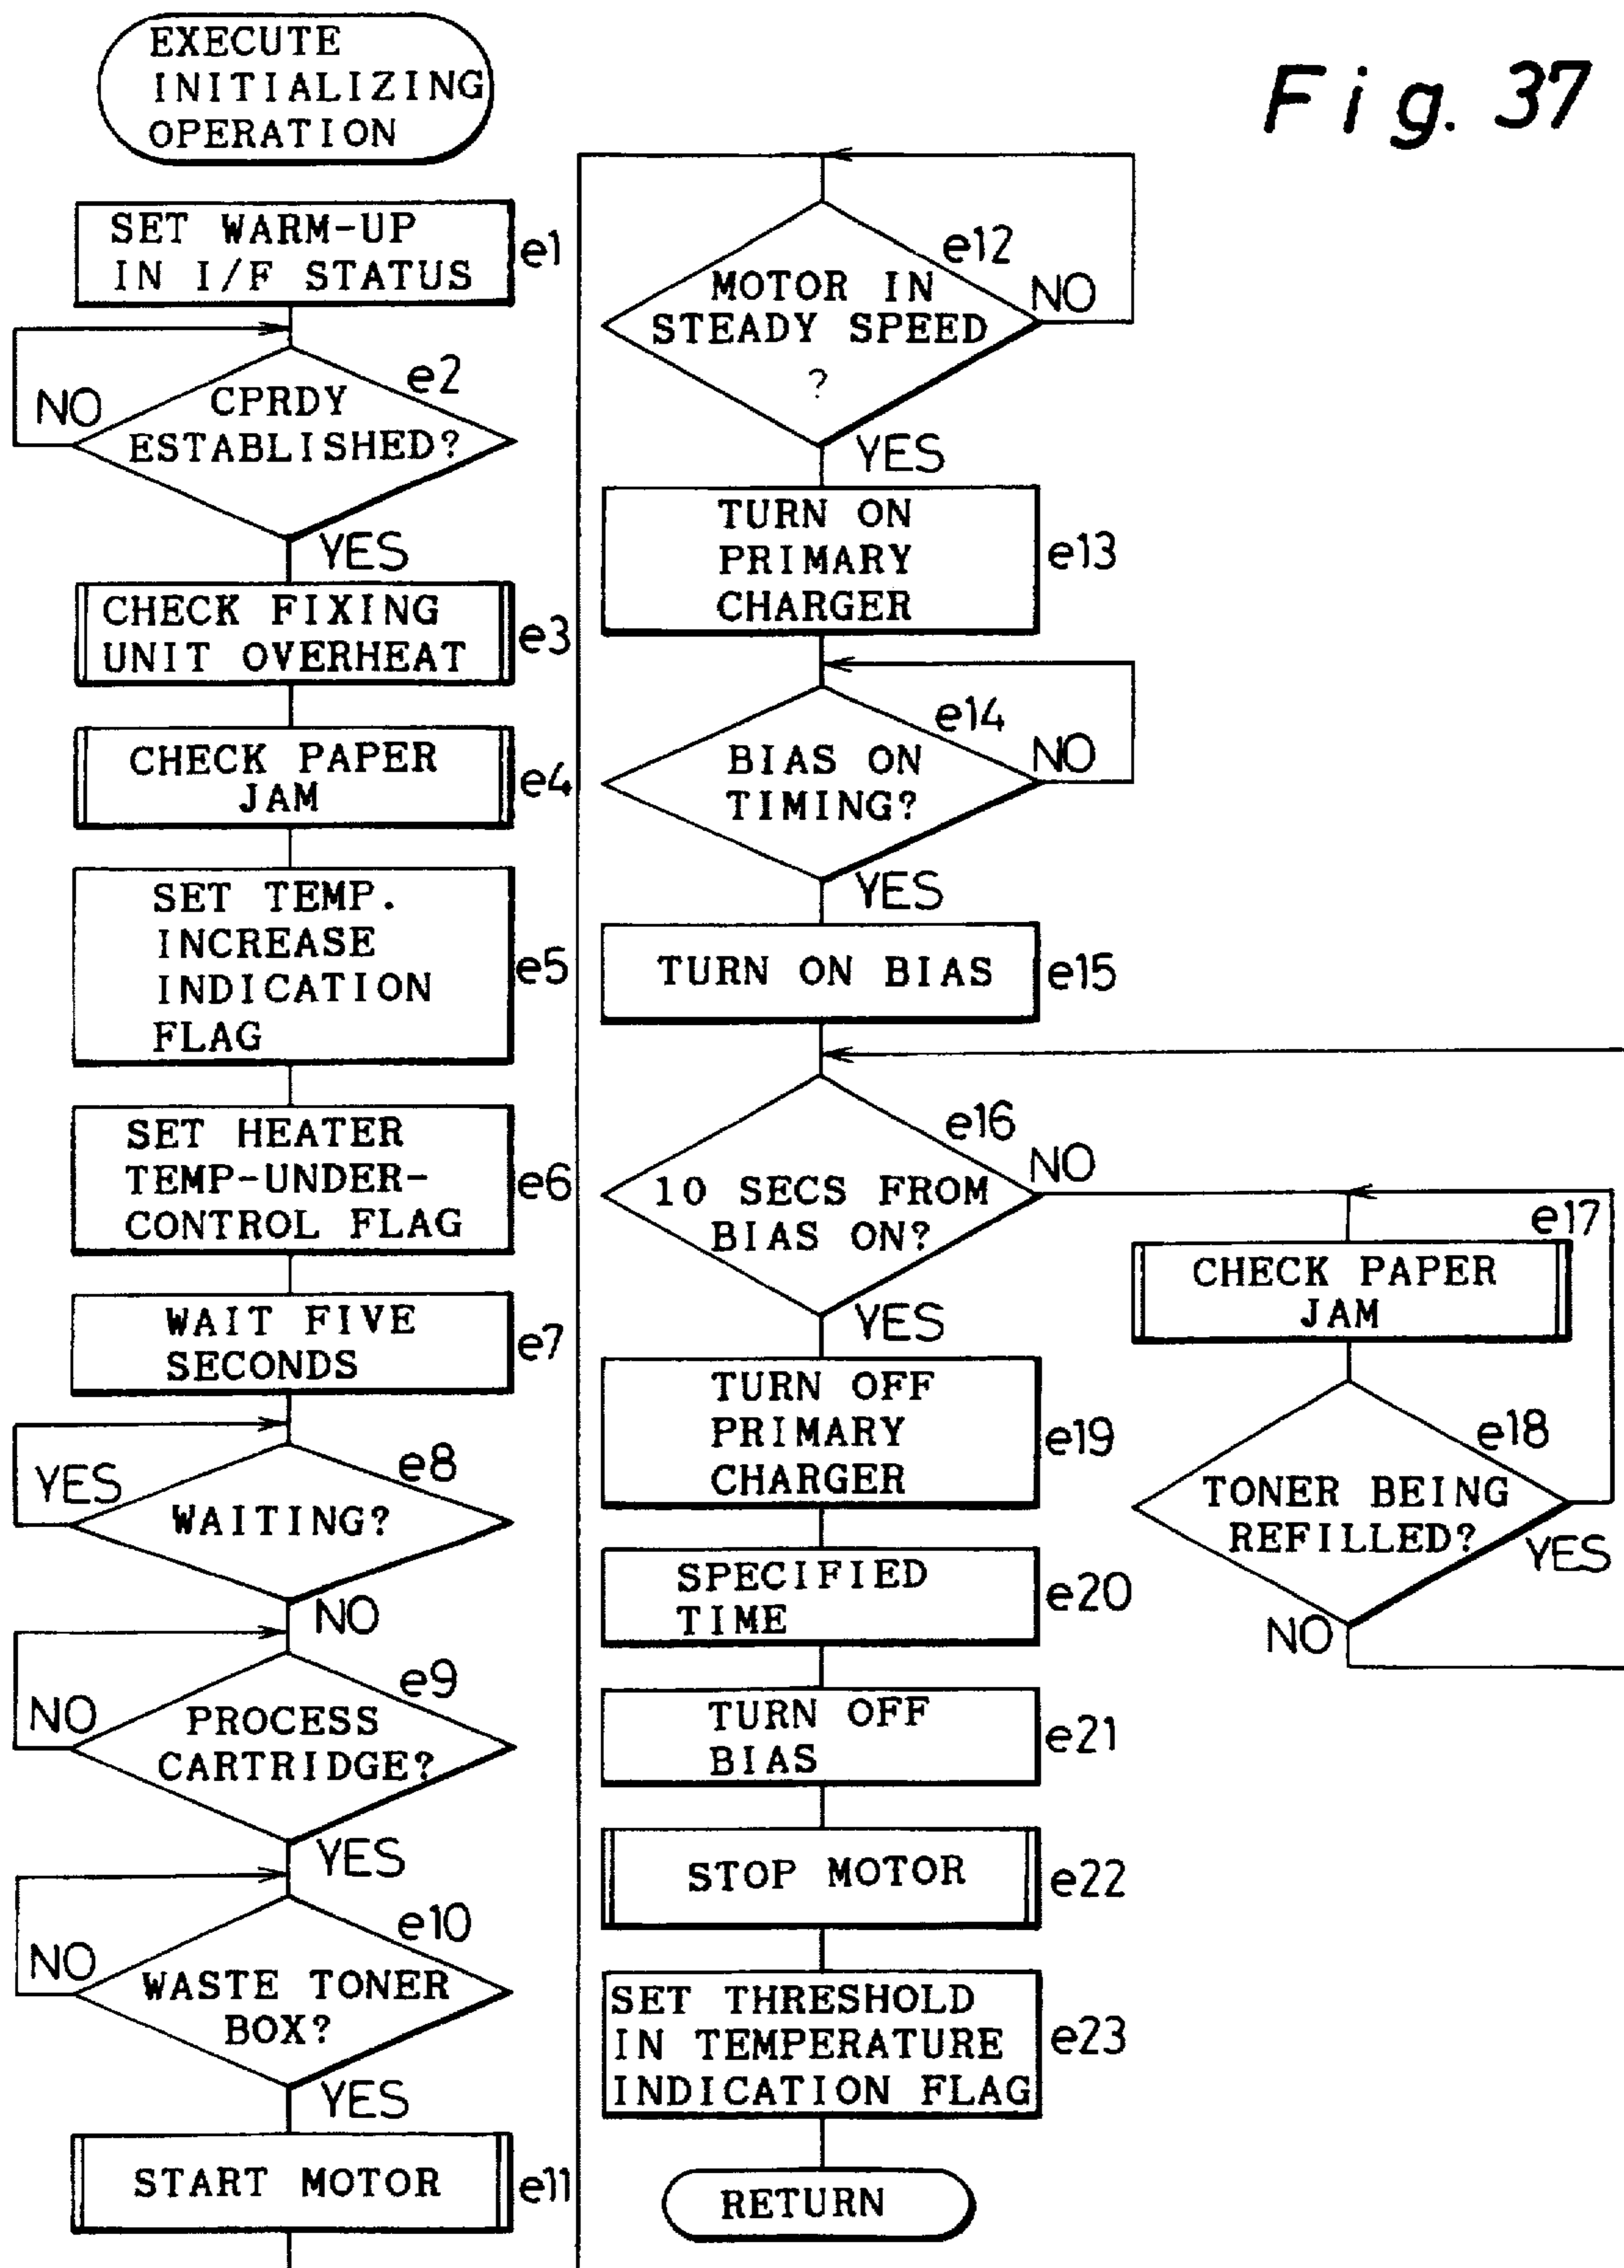 Fig. 37
EXECUTE
INITIALIZING
OPERATION
SET WARM-UP
IN I/F STATUS
e1
e2
CPRDY
ESTABLISHED?
NO
YES
CHECK FIXING
UNIT OVERHEAT
e3
CHECK PAPER
JAM
e4
SET TEMP.
INCREASE
INDICATION
FLAG
e5
SET HEATER
TEMP-UNDER-
CONTROL FLAG
e6
WAIT FIVE
SECONDS
e7
e8
YES
WAITING?
NO
e9
NO
PROCESS
CARTRIDGE?
YES
e10
NO
WASTE TONER
BOX?
YES
START MOTOR
e11
e12
MOTOR IN
STEADY SPEED
?
NO
YES
TURN ON
PRIMARY
CHARGER
e13
e14
BIAS ON
TIMING?
NO
YES
TURN ON BIAS
e15
e16
10 SECS FROM
BIAS ON?
NO
YES
e17
CHECK PAPER
JAM
e18
TONER BEING
REFILLED?
YES
NO
TURN OFF
PRIMARY
CHARGER
e19
SPECIFIED
TIME
e20
TURN OFF
BIAS
e21
STOP MOTOR
e22
SET THRESHOLD
IN TEMPERATURE
INDICATION FLAG
e23
RETURN